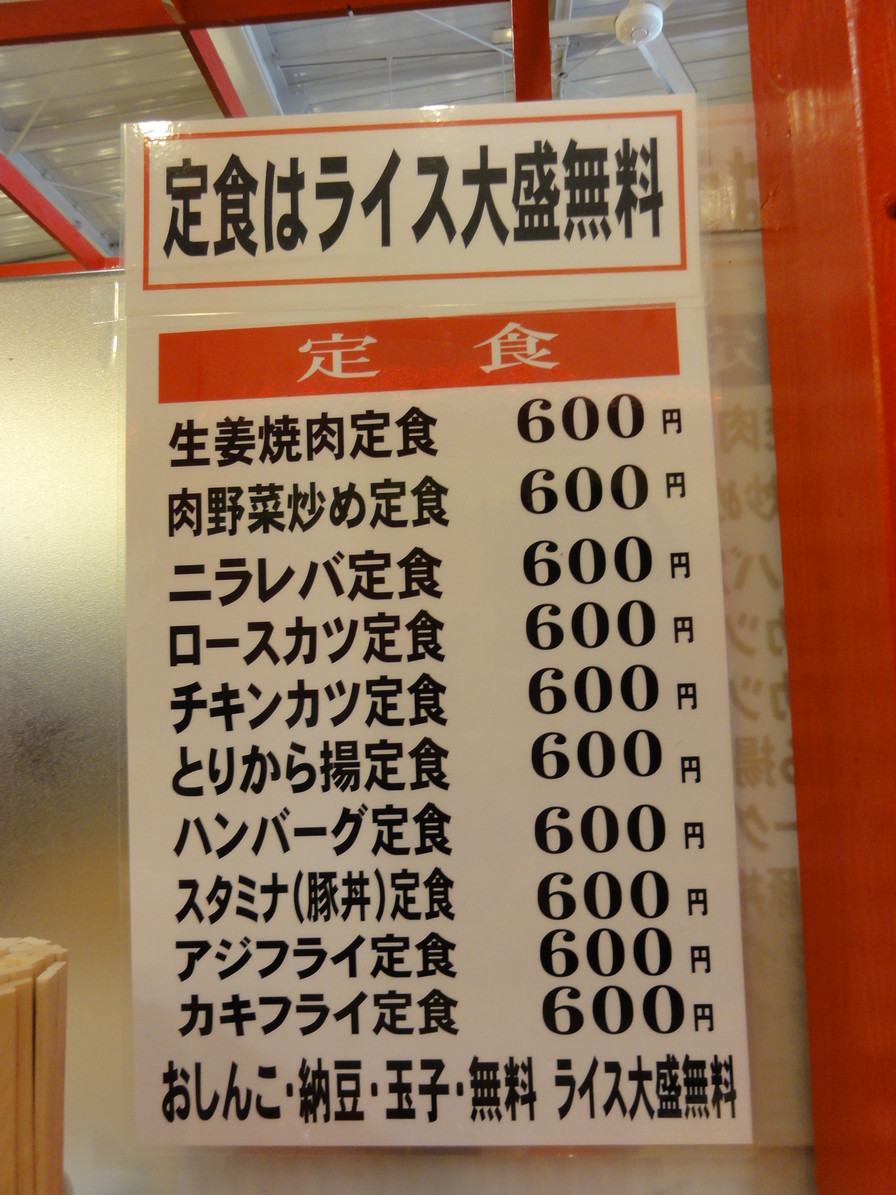 定食はライス大盛無料
定食
生姜焼肉定食 600円
肉野菜炒め定食 600円
ニラレバ定食 600円
ロースカツ定食 600円
チキンカツ定食 600円
とりから揚定食 600円
ハンバーグ定食 600円
スタミナ(豚丼)定食 600円
アジフライ定食 600円
カキフライ定食 600円
おしんこ・納豆・玉子・無料 ライス大盛無料